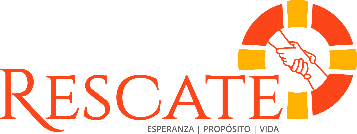 RESCATE
ESPERANZA | PROPÓSITO | VIDA